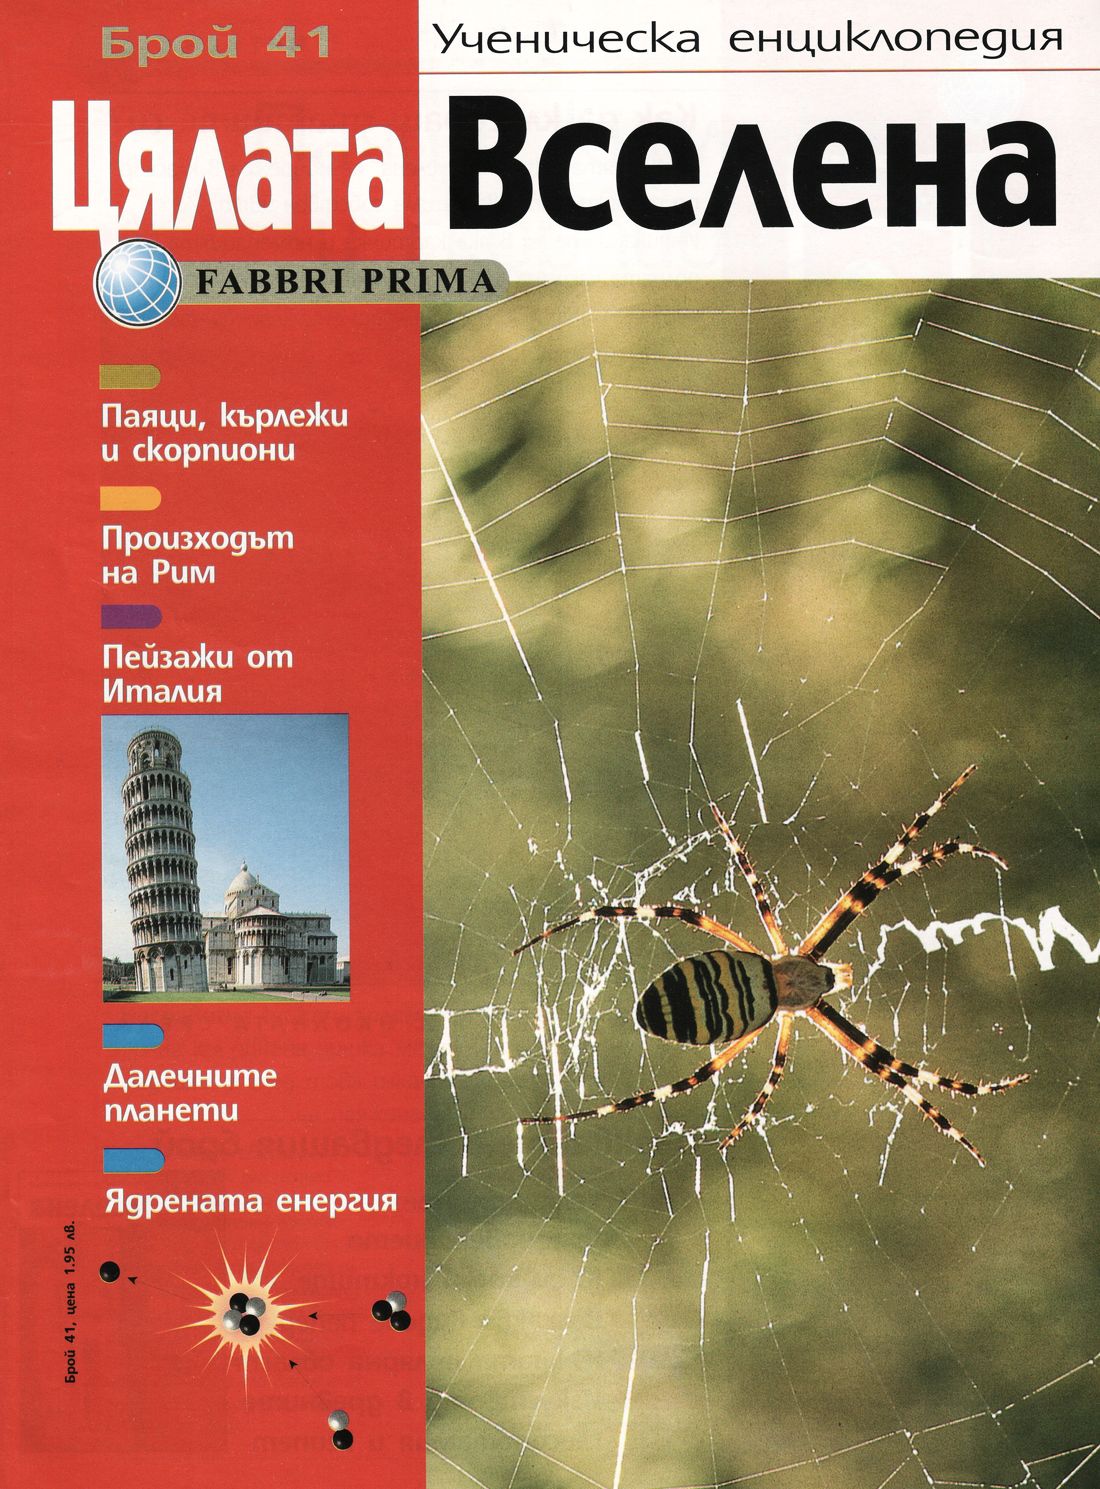 Брой 41
Ученическа енциклопедия
Цялата Вселена
FABBRI PRIMA
Паяци, кърлежи
и скорпиони
Произходът
на Рим
Пейзажи от
Италия
Далечните
планети
Ядрената енергия
Брой 41, цена 1.95 лв.